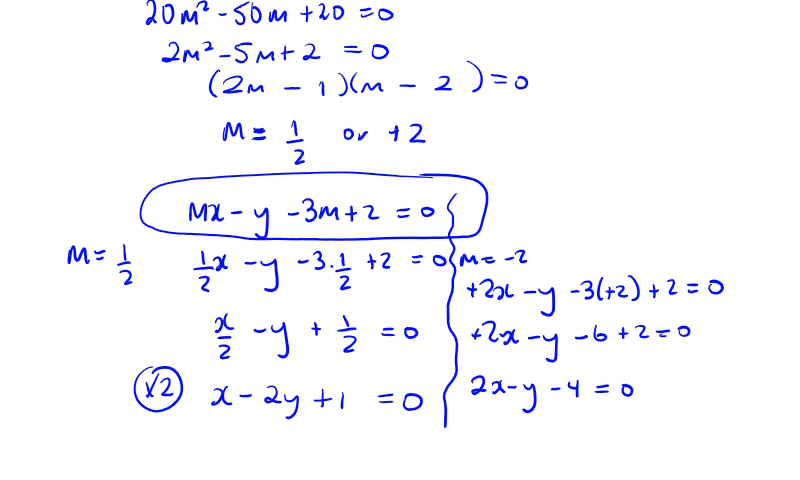 20m² - 50m + 20 = 0
2m² - 5m + 2 = 0
(2m - 1)(m - 2) = 0
m = 1/2 or +2
mx - y - 3m + 2 = 0
m = 1/2
1/2x - y - 3·1/2 + 2 = 0
x/2 - y + 1/2 = 0
×2 x - 2y + 1 = 0
m = -2
+2x - y - 3(+2) + 2 = 0
+2x - y - 6 + 2 = 0
2x - y - 4 = 0